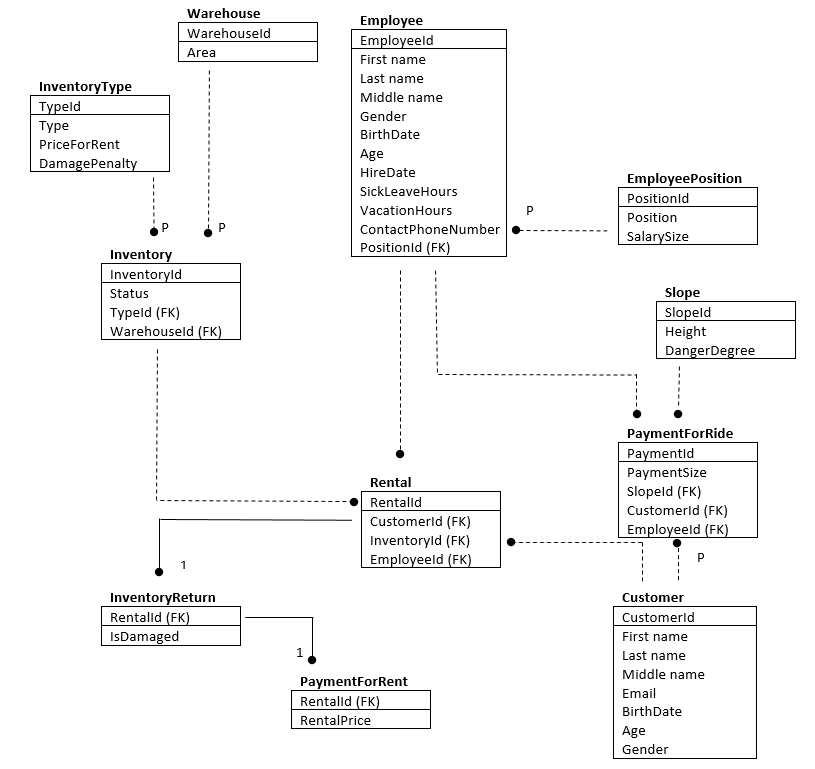 Warehouse
WarehouseId
Area
Employee
EmployeeId
First name
Last name
Middle name
Gender
BirthDate
Age
HireDate
SickLeaveHours
VacationHours
ContactPhoneNumber
PositionId (FK)
InventoryType
TypeId
Type
PriceForRent
DamagePenalty
P
P
P
EmployeePosition
PositionId
Position
SalarySize
Inventory
InventoryId
Status
TypeId (FK)
WarehouseId (FK)
Slope
SlopeId
Height
DangerDegree
PaymentForRide
PaymentId
PaymentSize
SlopeId (FK)
CustomerId (FK)
EmployeeId (FK)
P
Rental
RentalId
CustomerId (FK)
InventoryId (FK)
EmployeeId (FK)
1
InventoryReturn
RentalId (FK)
IsDamaged
1
PaymentForRent
RentalId (FK)
RentalPrice
Customer
CustomerId
First name
Last name
Middle name
Email
BirthDate
Age
Gender